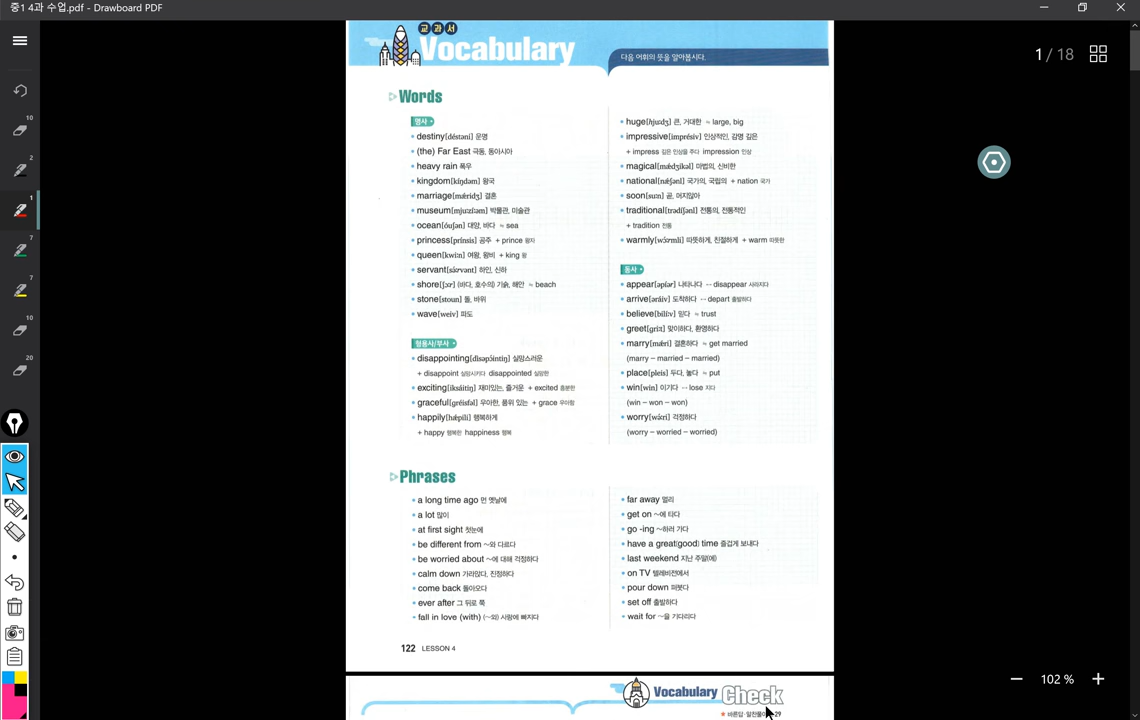 중1 4과 수업.pdf - Drawboard PDF
1 / 18
교과서
Vocabulary
다음 어휘의 뜻을 알아봅시다.
Words
명사
destiny[déstəni] 운명
(the) Far East 극동, 동아시아
heavy rain 폭우
kingdom[kíŋdəm] 왕국
marriage[mǽridʒ] 결혼
museum[mjuːzíːəm] 박물관, 미술관
ocean[óuʃən] 대양, 바다 ≒ sea
princess[prínsis] 공주 + prince 왕자
queen[kwiːn] 여왕, 왕비 + king 왕
servant[sə́ːrvənt] 하인, 신하
shore[ʃɔːr] (바다, 호수의) 기슭, 해안 ≒ beach
stone[stoun] 돌, 바위
wave[weiv] 파도
형용사/부사
disappointing[dìsəpɔ́intiŋ] 실망스러운
+ disappoint 실망시키다 disappointed 실망한
exciting[iksáitiŋ] 재미있는, 즐거운 + excited 흥분한
graceful[gréisfəl] 우아한, 품위 있는 + grace 우아함
happily[hǽpili] 행복하게
+ happy 행복한 happiness 행복
huge[hjuːdʒ] 큰, 거대한 ≒ large, big
impressive[imprésiv] 인상적인, 감명 깊은
+ impress 깊은 인상을 주다 impression 인상
magical[mǽdʒikəl] 마법의, 신비한
national[nǽʃənl] 국가의, 국립의 + nation 국가
soon[suːn] 곧, 머지않아
traditional[trədíʃənl] 전통의, 전통적인
+ tradition 전통
warmly[wɔ́ːrmli] 따뜻하게, 친절하게 + warm 따뜻한
동사
appear[əpíər] 나타나다 ↔ disappear 사라지다
arrive[əráiv] 도착하다 ↔ depart 출발하다
believe[bilíːv] 믿다 ≒ trust
greet[griːt] 맞이하다, 환영하다
marry[mǽri] 결혼하다 ≒ get married
(marry – married – married)
place[pleis] 두다, 놓다 ≒ put
win[win] 이기다 ↔ lose 지다
(win – won – won)
worry[wə́ːri] 걱정하다
(worry – worried – worried)
Phrases
a long time ago 먼 옛날에
a lot 많이
at first sight 첫눈에
be different from ~와 다르다
be worried about ~에 대해 걱정하다
calm down 가라앉다, 진정하다
come back 돌아오다
ever after 그 뒤로 쭉
fall in love (with) (~와) 사랑에 빠지다
far away 멀리
get on ~에 타다
go -ing ~하러 가다
have a great(good) time 즐겁게 보내다
last weekend 지난 주말(에)
on TV 텔레비전에서
pour down 퍼붓다
set off 출발하다
wait for ~을 기다리다
122 LESSON 4
102 %
Vocabulary Check